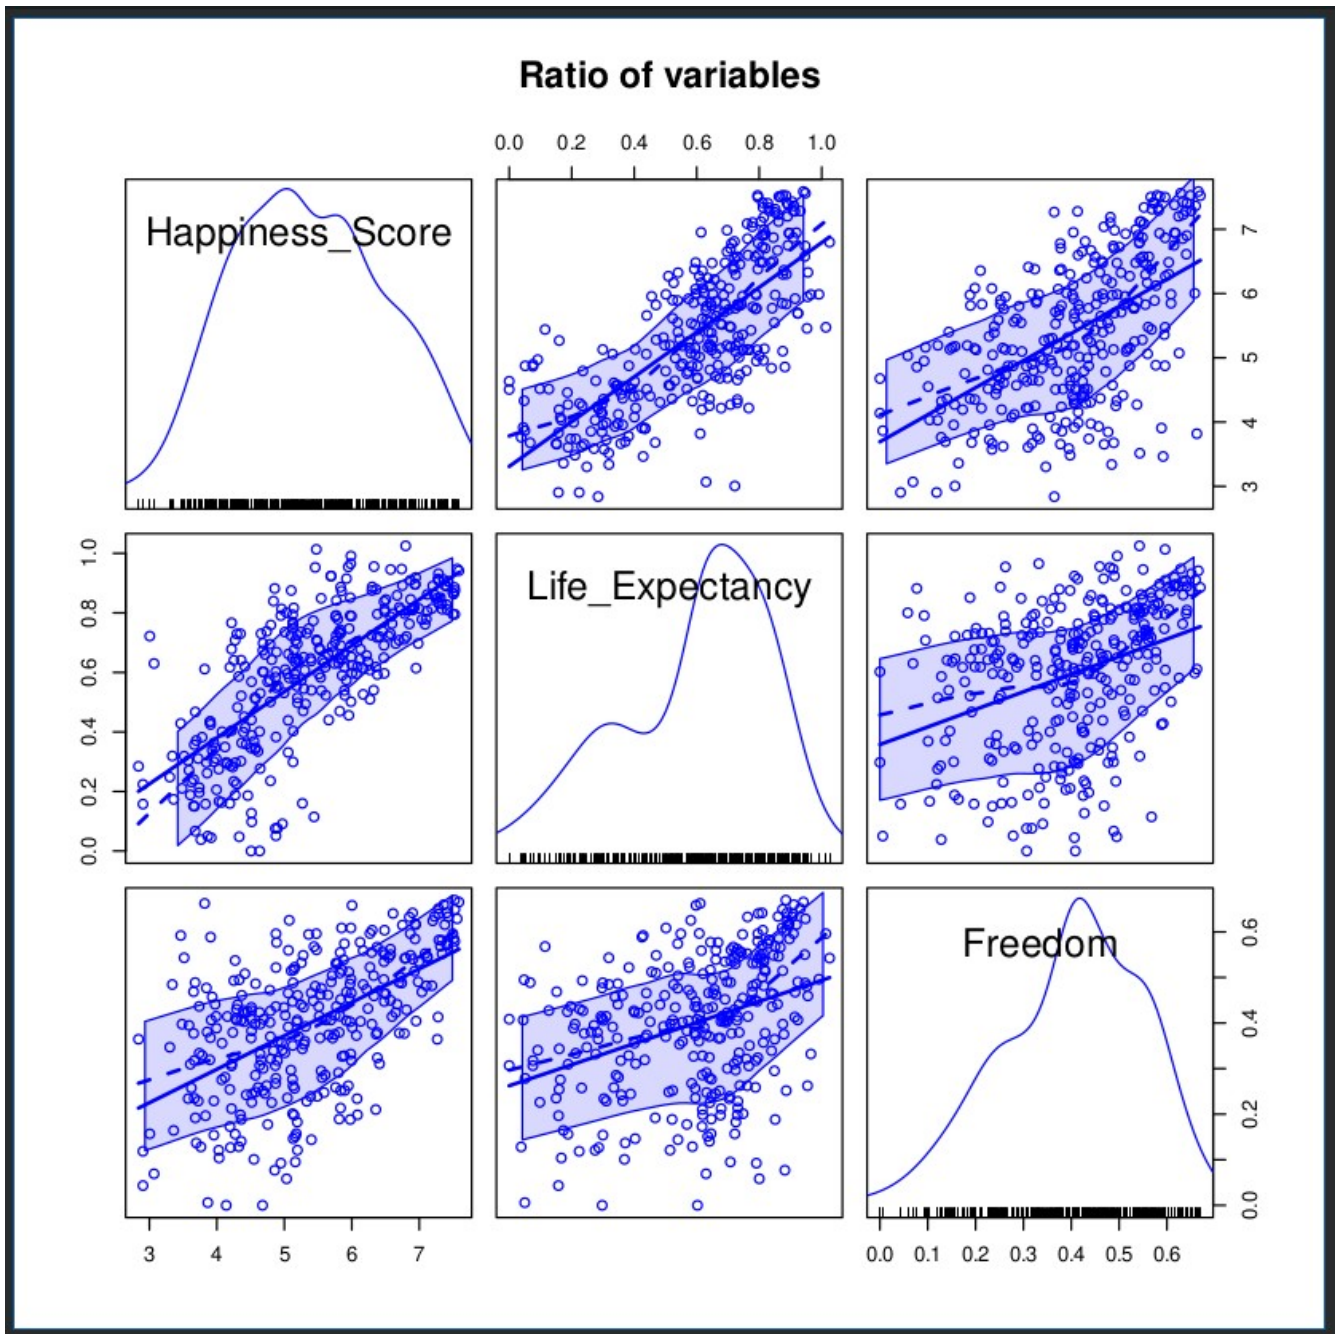 Ratio of variables
0.0 0.2 0.4 0.6 0.8 1.0
Happiness_Score
7
6
5
4
3
1.0
0.8
0.6
0.4
0.2
0.0
Life_Expectancy
Freedom
0.6
0.4
0.2
0.0
3 4 5 6 7
0.0 0.1 0.2 0.3 0.4 0.5 0.6